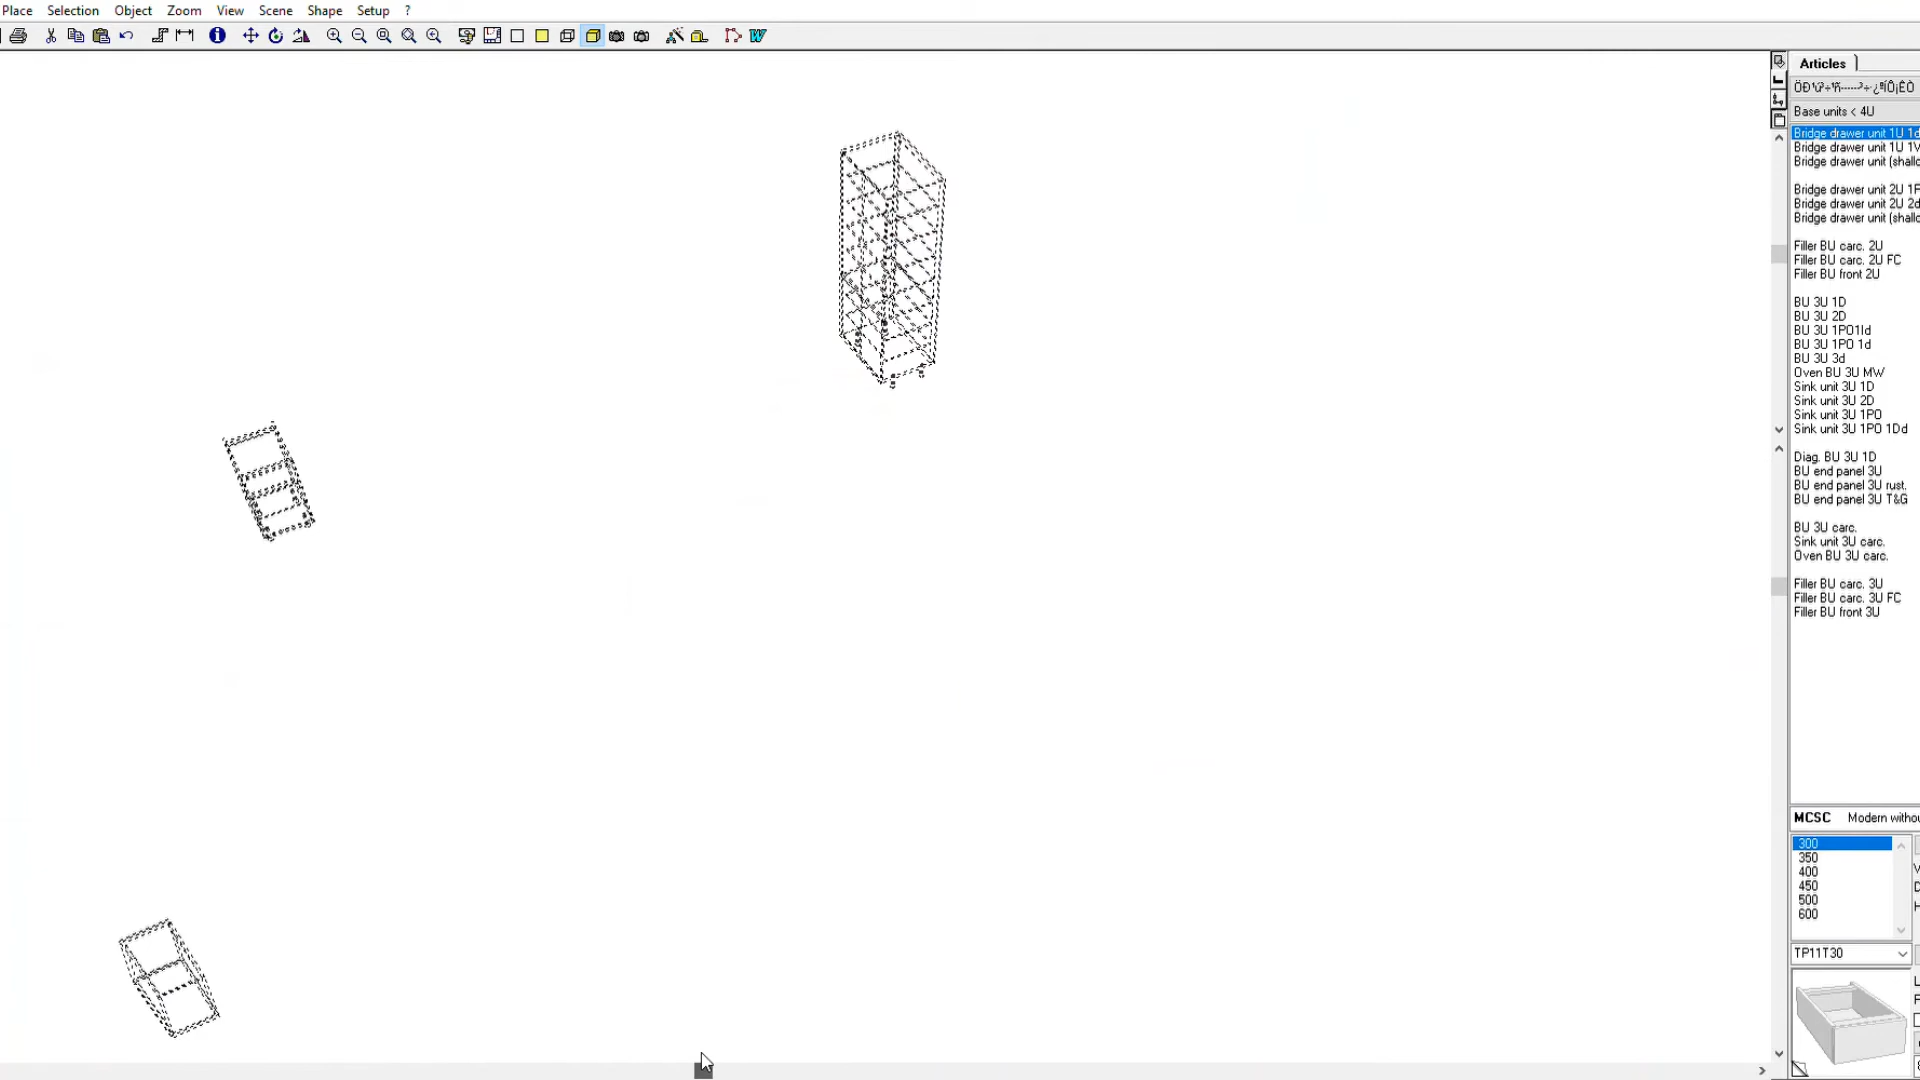 Place Selection Object Zoom View Scene Shape Setup ?
Articles
Base units < 4U
Bridge drawer unit 1U 1d
Bridge drawer unit 1U 1V
Bridge drawer unit (shallo
Bridge drawer unit 2U 1F
Bridge drawer unit 2U 2d
Bridge drawer unit (shallo
Filler BU carc. 2U
Filler BU carc. 2U FC
Filler BU front 2U
BU 3U 1D
BU 3U 2D
BU 3U 1PO1Id
BU 3U 1PO 1d
BU 3U 3d
Oven BU 3U MW
Sink unit 3U 1D
Sink unit 3U 2D
Sink unit 3U 1PO
Sink unit 3U 1PO 1Dd
Diag. BU 3U 1D
BU end panel 3U
BU end panel 3U rust.
BU end panel 3U T&G
BU 3U carc.
Sink unit 3U carc.
Oven BU 3U carc.
Filler BU carc. 3U
Filler BU carc. 3U FC
Filler BU front 3U
MCSC Modern withou
300
350
400
450
500
600
TP11T30